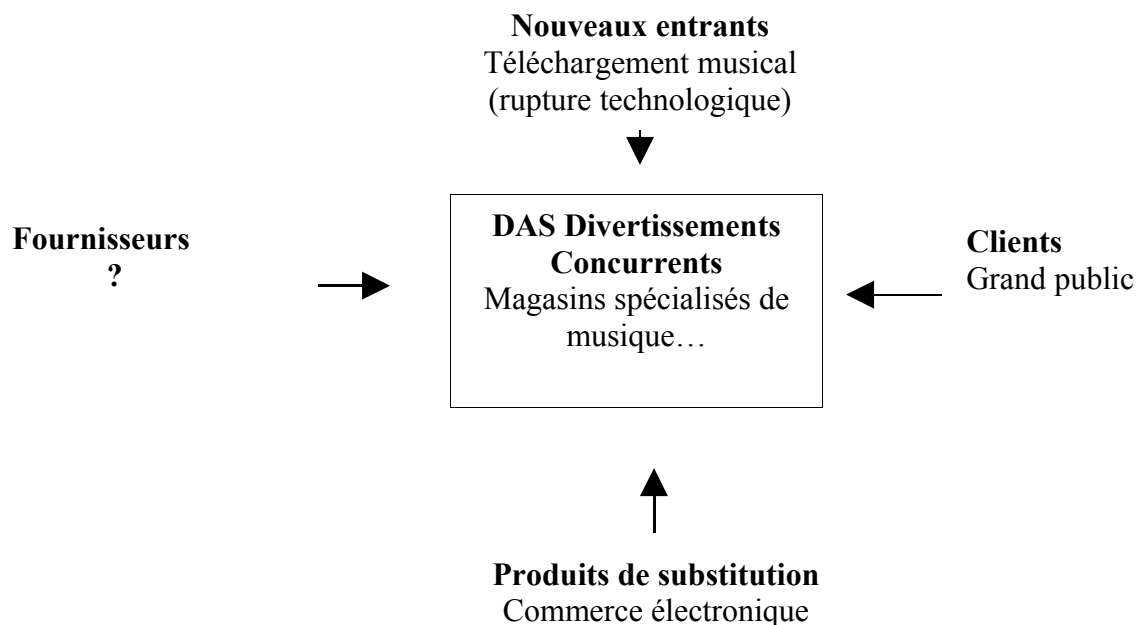 Nouveaux entrants
Téléchargement musical
(rupture technologique)
Fournisseurs
?
DAS Divertissements
Concurrents
Magasins spécialisés de
musique…
Clients
Grand public
Produits de substitution
Commerce électronique